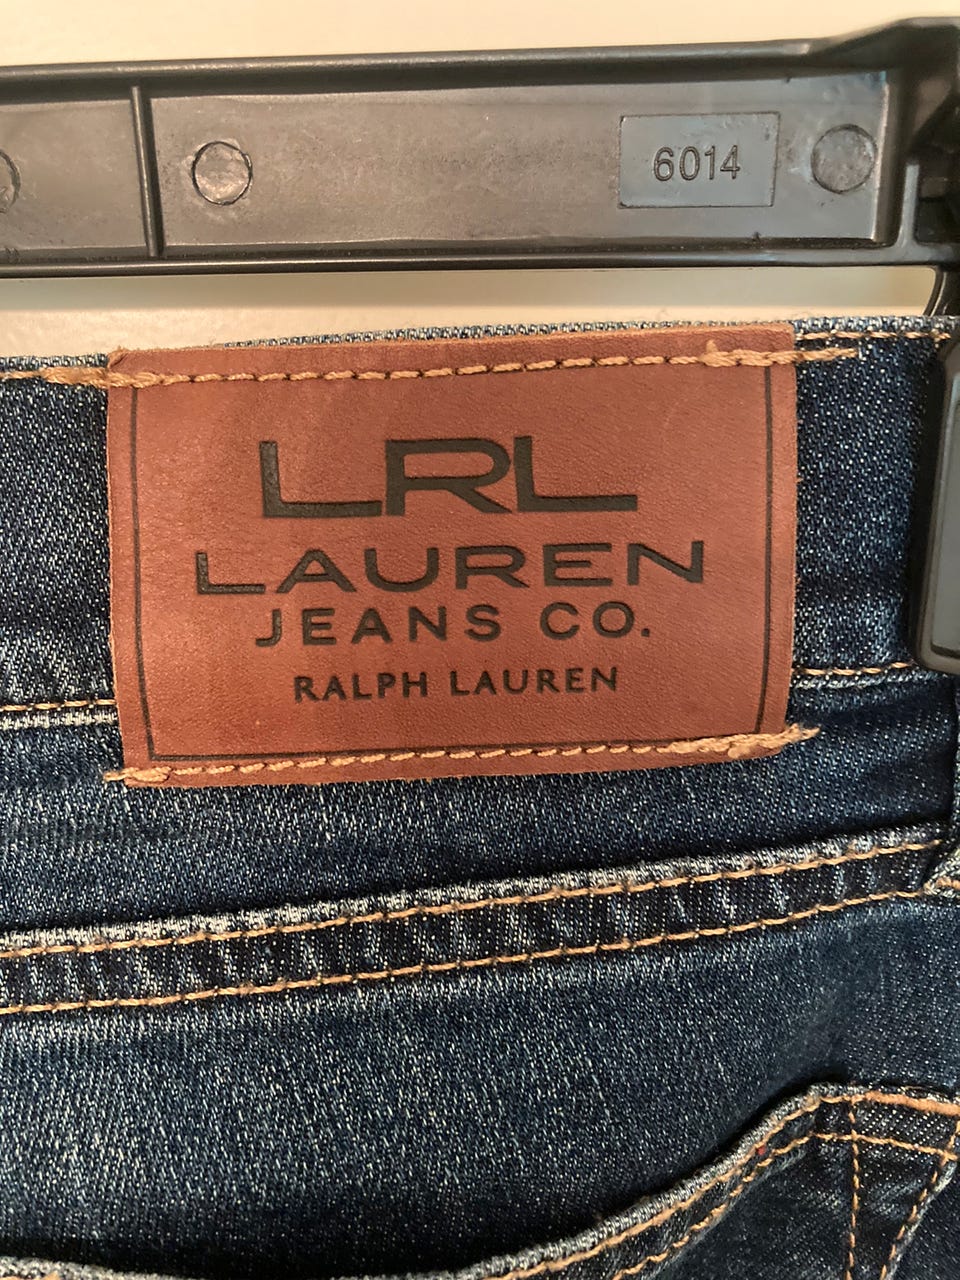 6014
LRL
LAUREN
JEANS CO.
RALPH LAUREN